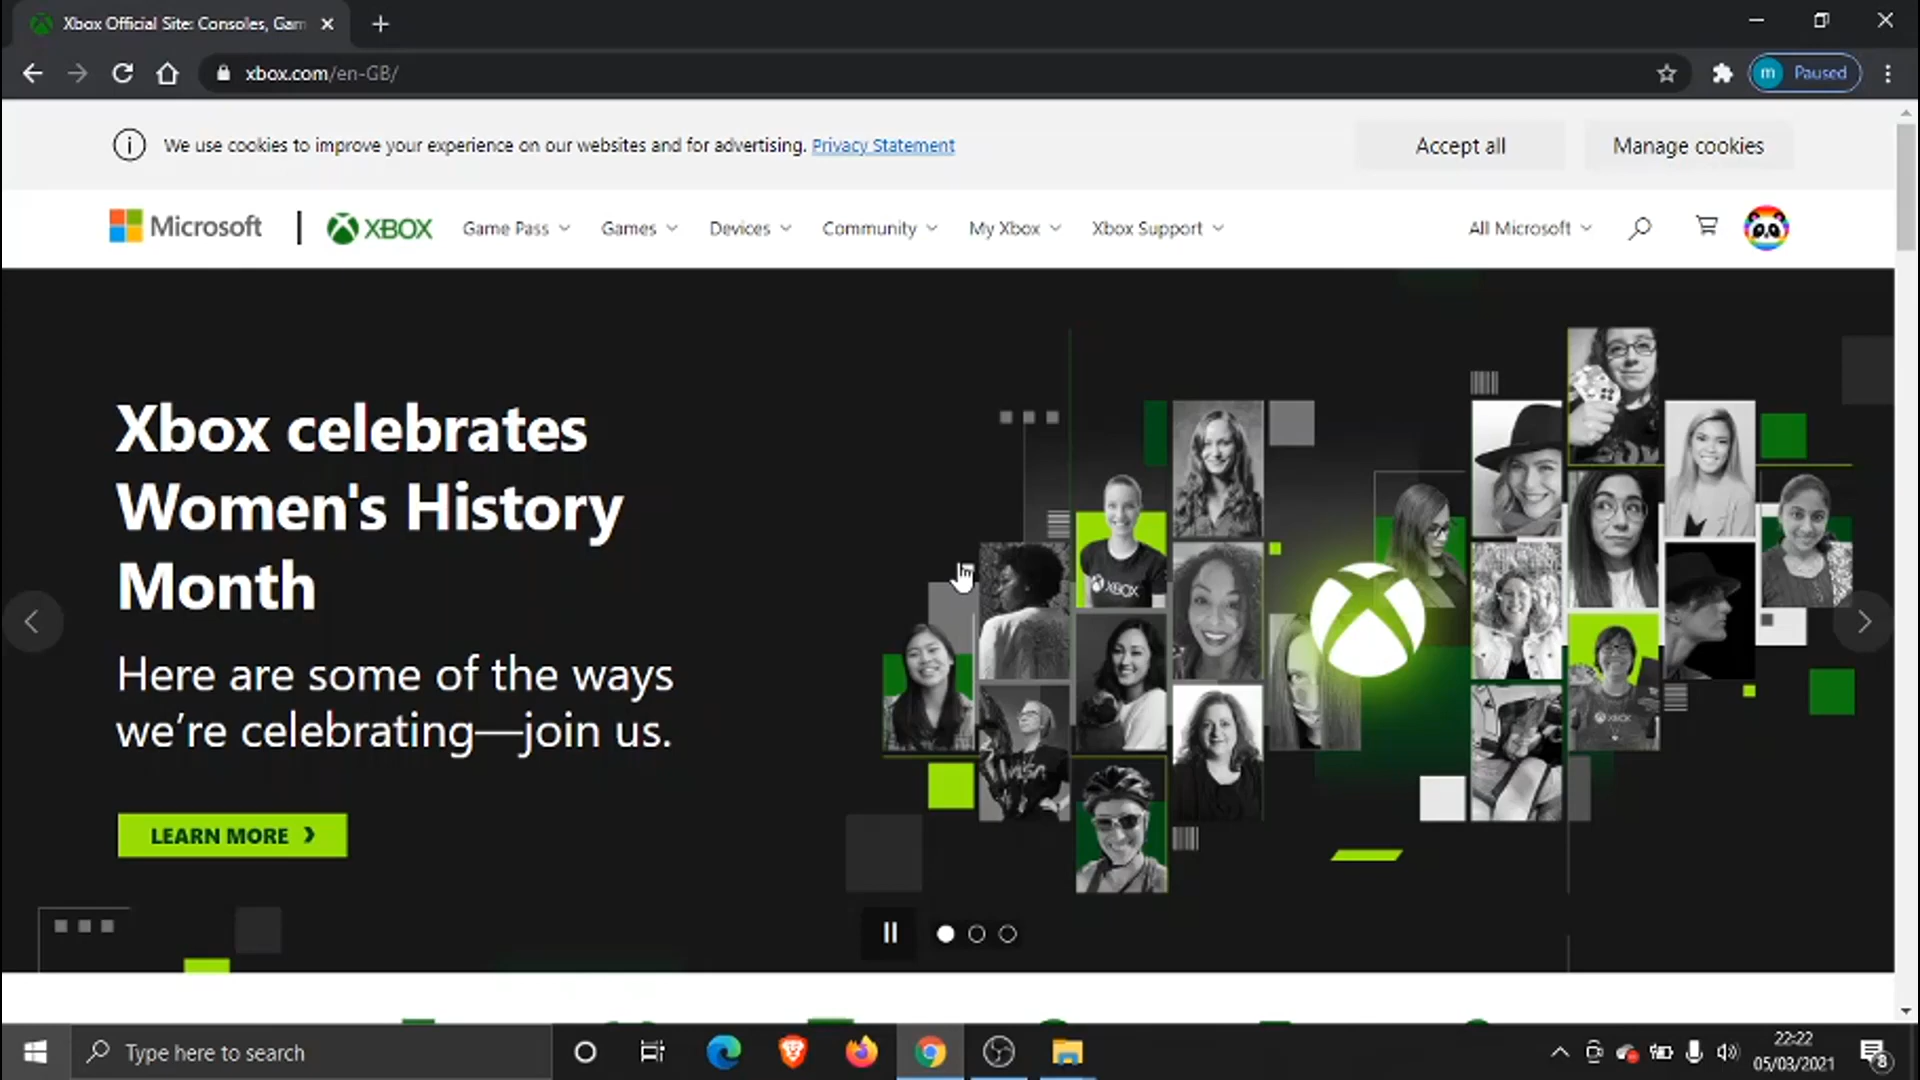 Xbox Official Site: Consoles, Gam
xbox.com/en-GB/
m Paused
We use cookies to improve your experience on our websites and for advertising. Privacy Statement
Accept all
Manage cookies
Microsoft
XBOX
Game Pass
Games
Devices
Community
My Xbox
Xbox Support
All Microsoft
Xbox celebrates
Women's History
Month
Here are some of the ways
we’re celebrating—join us.
LEARN MORE
XBOX
XBOX
Type here to search
22:22
05/03/2021
8